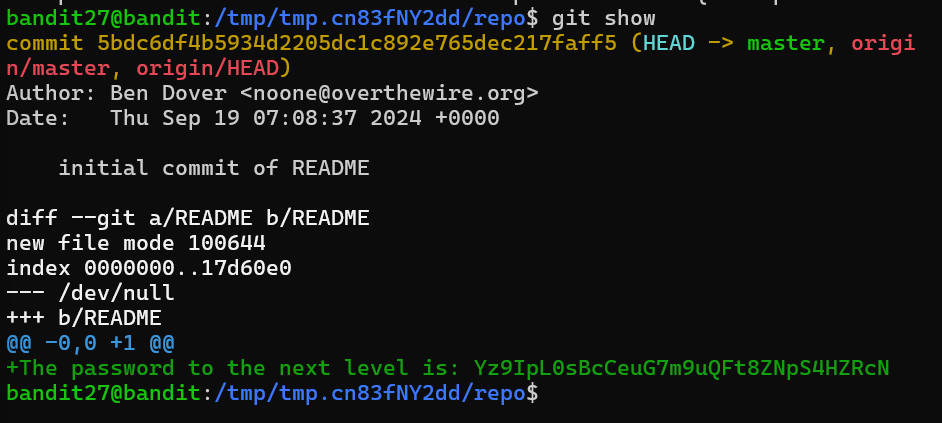 bandit27@bandit:/tmp/tmp.cn83fNY2dd/repo$ git show
commit 5bdc6df4b5934d2205dc1c892e765dec217faff5 (HEAD -> master, origi
n/master, origin/HEAD)
Author: Ben Dover <noone@overthewire.org>
Date:   Thu Sep 19 07:08:37 2024 +0000
    initial commit of README
diff --git a/README b/README
new file mode 100644
index 0000000..17d60e0
--- /dev/null
+++ b/README
@@ -0,0 +1 @@
+The password to the next level is: Yz9IpL0sBcCeuG7m9uQFt8ZNpS4HZRcN
bandit27@bandit:/tmp/tmp.cn83fNY2dd/repo$